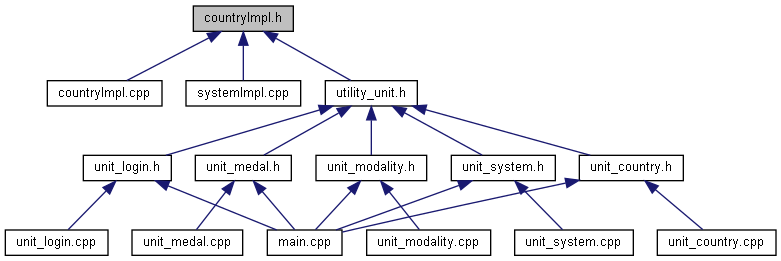 countryImpl.h
countryImpl.cpp
systemImpl.cpp
utility_unit.h
unit_login.h
unit_medal.h
unit_modality.h
unit_system.h
unit_country.h
unit_login.cpp
unit_medal.cpp
main.cpp
unit_modality.cpp
unit_system.cpp
unit_country.cpp